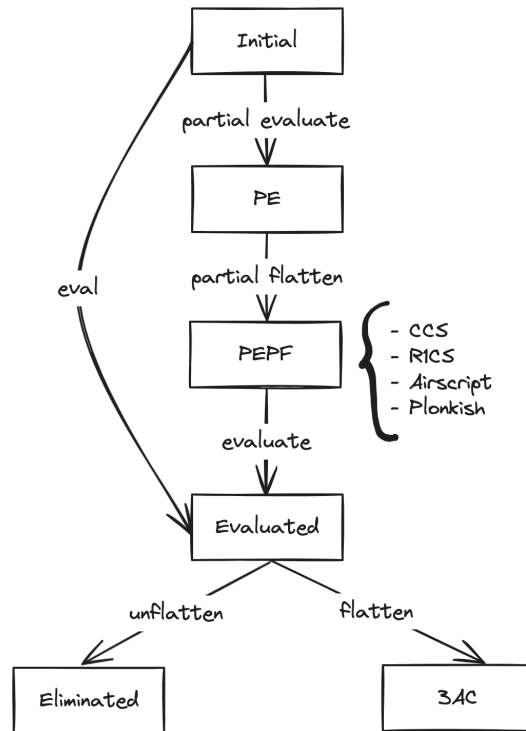 Initial
partial evaluate
PE
partial flatten
eval
PEPF
- CCS
- R1CS
- Airscript
- Plonkish
evaluate
Evaluated
unflatten
flatten
Eliminated
3AC